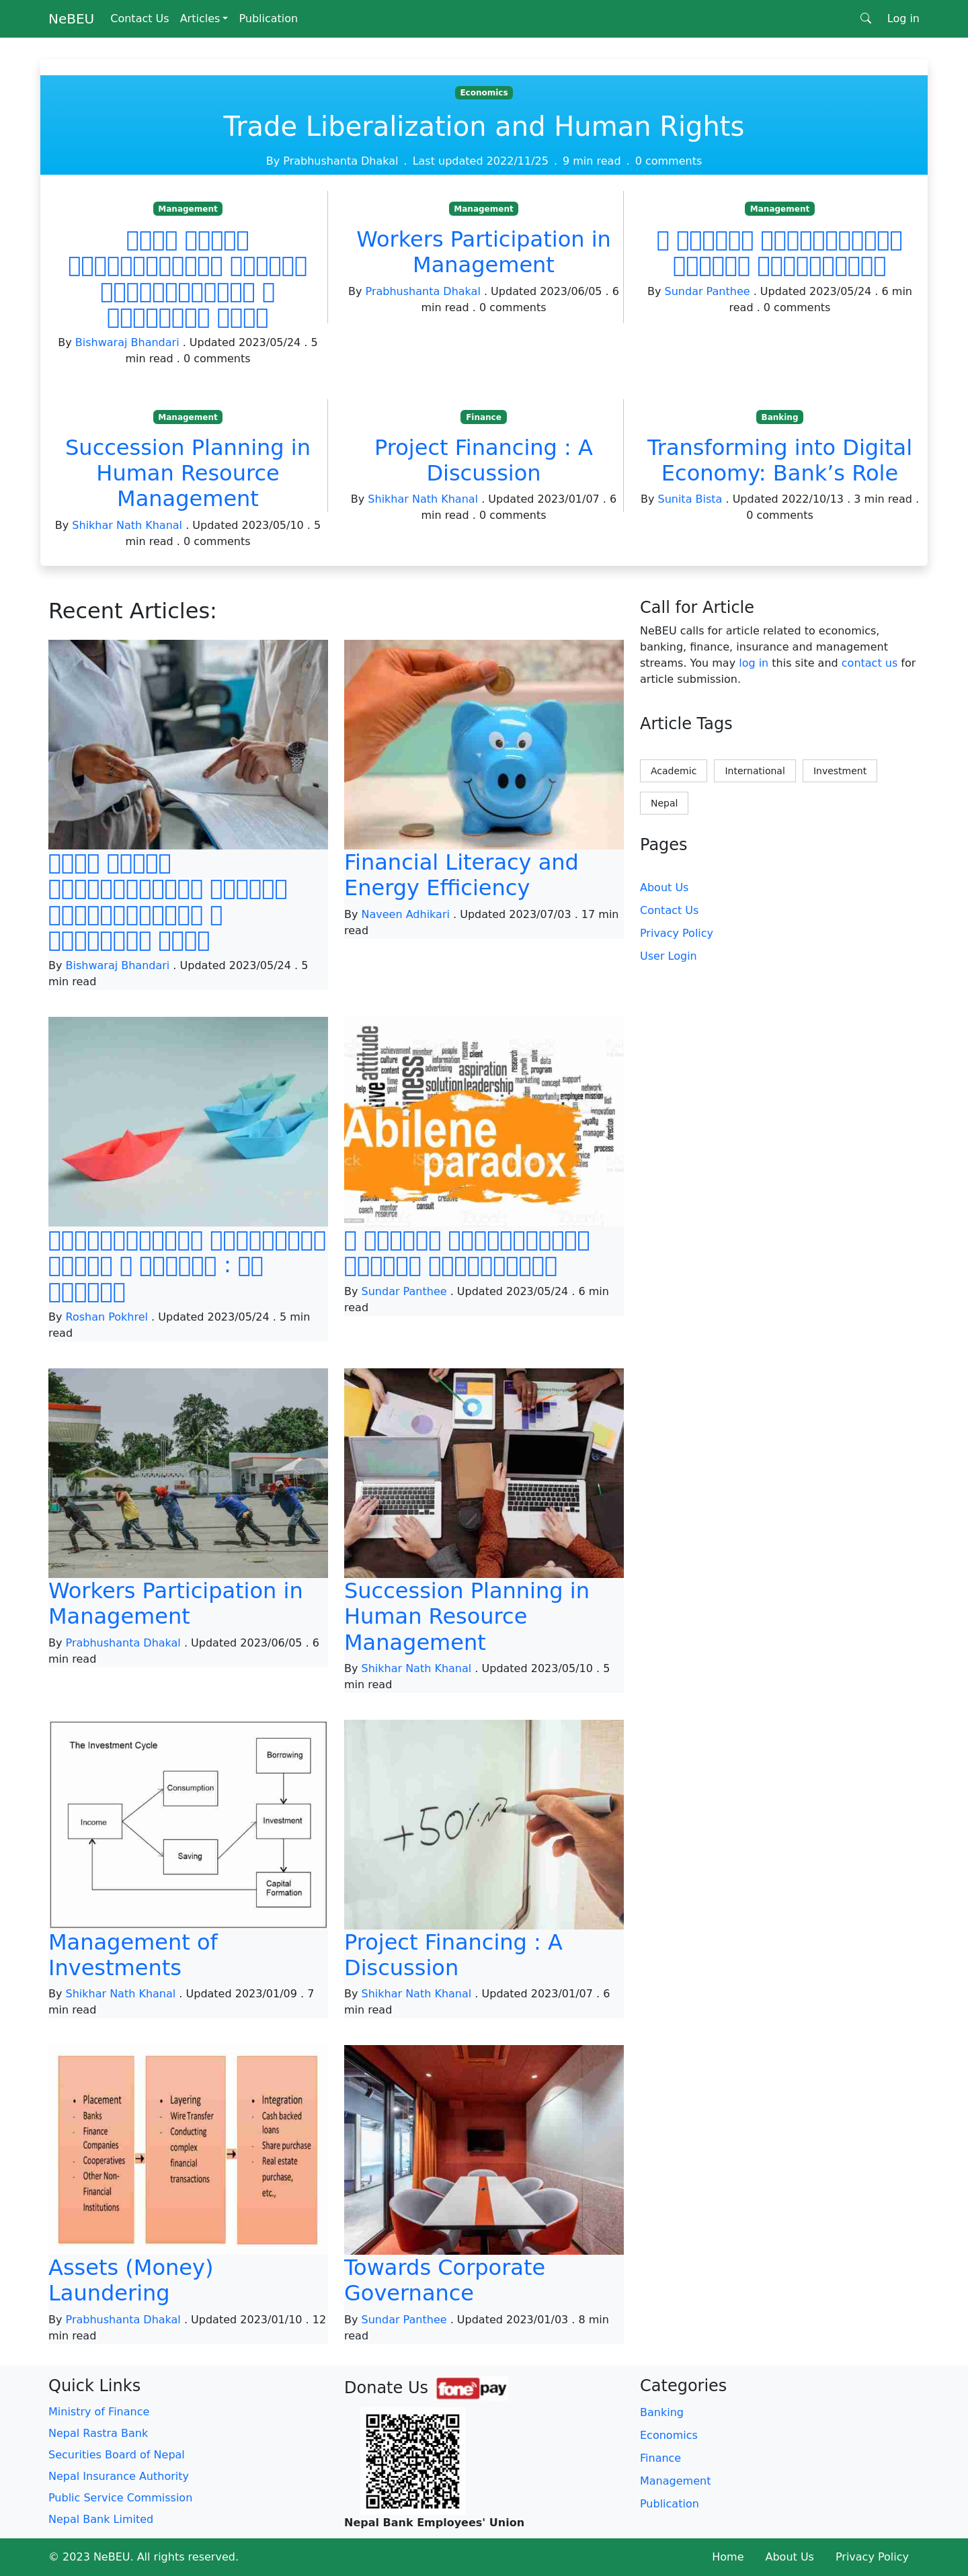 NeBEU Contact Us Articles Publication Log in
Economics
Trade Liberalization and Human Rights
By Prabhushanta Dhakal . Last updated 2022/11/25 . 9 min read . 0 comments
Management
By Bishwaraj Bhandari . Updated 2023/05/24 . 5
min read . 0 comments
Management
Workers Participation in
Management
By Prabhushanta Dhakal . Updated 2023/06/05 . 6
min read . 0 comments
Management
By Sundar Panthee . Updated 2023/05/24 . 6 min
read . 0 comments
Management
Succession Planning in
Human Resource
Management
By Shikhar Nath Khanal . Updated 2023/05/10 . 5
min read . 0 comments
Finance
Project Financing : A
Discussion
By Shikhar Nath Khanal . Updated 2023/01/07 . 6
min read . 0 comments
Banking
Transforming into Digital
Economy: Bank’s Role
By Sunita Bista . Updated 2022/10/13 . 3 min read .
0 comments
Recent Articles:
By Bishwaraj Bhandari . Updated 2023/05/24 . 5
min read
Financial Literacy and
Energy Efficiency
By Naveen Adhikari . Updated 2023/07/03 . 17 min
read
By Roshan Pokhrel . Updated 2023/05/24 . 5 min
read
attitude
aspiration
solution leadership
Abilene
paradox
By Sundar Panthee . Updated 2023/05/24 . 6 min
read
Workers Participation in
Management
By Prabhushanta Dhakal . Updated 2023/06/05 . 6
min read
Succession Planning in
Human Resource
Management
By Shikhar Nath Khanal . Updated 2023/05/10 . 5
min read
The Investment Cycle
Borrowing
Consumption
Income
Investment
Saving
Capital
Formation
Management of
Investments
By Shikhar Nath Khanal . Updated 2023/01/09 . 7
min read
+50%
Project Financing : A
Discussion
By Shikhar Nath Khanal . Updated 2023/01/07 . 6
min read
Placement
- Banks
- Finance
Companies
- Cooperatives
- Other Non-
Financial
Institutions
Layering
- Wire Transfer
- Conducting
complex
financial
transactions
Integration
- Cash backed
loans
- Share purchase
- Real estate
purchase,
etc.,
Assets (Money)
Laundering
By Prabhushanta Dhakal . Updated 2023/01/10 . 12
min read
Towards Corporate
Governance
By Sundar Panthee . Updated 2023/01/03 . 8 min
read
Call for Article
NeBEU calls for article related to economics,
banking, finance, insurance and management
streams. You may log in this site and contact us for
article submission.
Article Tags
Academic International Investment
Nepal
Pages
About Us
Contact Us
Privacy Policy
User Login
Quick Links
Ministry of Finance
Nepal Rastra Bank
Securities Board of Nepal
Nepal Insurance Authority
Public Service Commission
Nepal Bank Limited
Donate Us fonepay
Nepal Bank Employees' Union
Categories
Banking
Economics
Finance
Management
Publication
© 2023 NeBEU. All rights reserved. Home About Us Privacy Policy